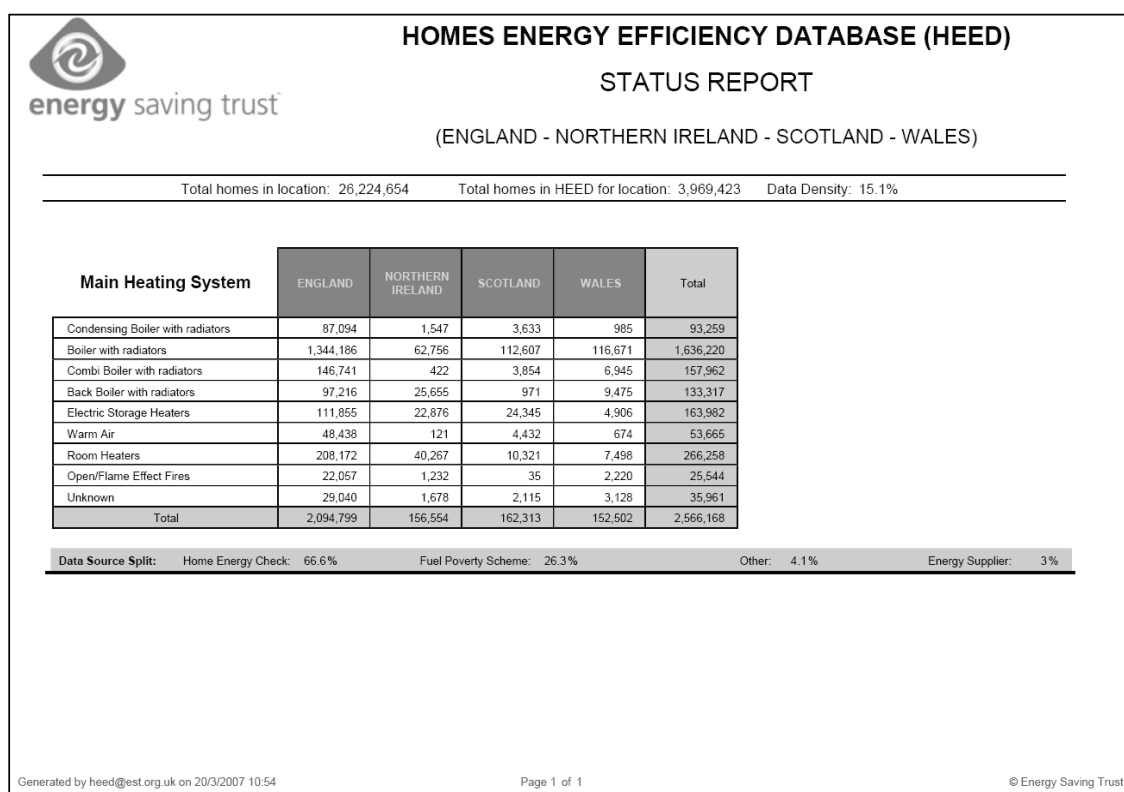 HOMES ENERGY EFFICIENCY DATABASE (HEED)
energy saving trust
STATUS REPORT
(ENGLAND - NORTHERN IRELAND - SCOTLAND - WALES)
Total homes in location: 26,224,654 Total homes in HEED for location: 3,969,423 Data Density: 15.1%
Main Heating System ENGLAND NORTHERN IRELAND SCOTLAND WALES Total
Condensing Boiler with radiators 87,094 1,547 3,633 985 93,259
Boiler with radiators 1,344,186 62,756 112,607 116,671 1,636,220
Combi Boiler with radiators 146,741 422 3,854 6,945 157,962
Back Boiler with radiators 97,216 25,655 971 9,475 133,317
Electric Storage Heaters 111,855 22,876 24,345 4,906 163,982
Warm Air 48,438 121 4,432 674 53,665
Room Heaters 208,172 40,267 10,321 7,498 266,258
Open/Flame Effect Fires 22,057 1,232 35 2,220 25,544
Unknown 29,040 1,678 2,115 3,128 35,961
Total 2,094,799 156,554 162,313 152,502 2,566,168
Data Source Split: Home Energy Check: 66.6% Fuel Poverty Scheme: 26.3% Other: 4.1% Energy Supplier: 3%
Generated by heed@est.org.uk on 20/3/2007 10:54 Page 1 of 1 © Energy Saving Trust